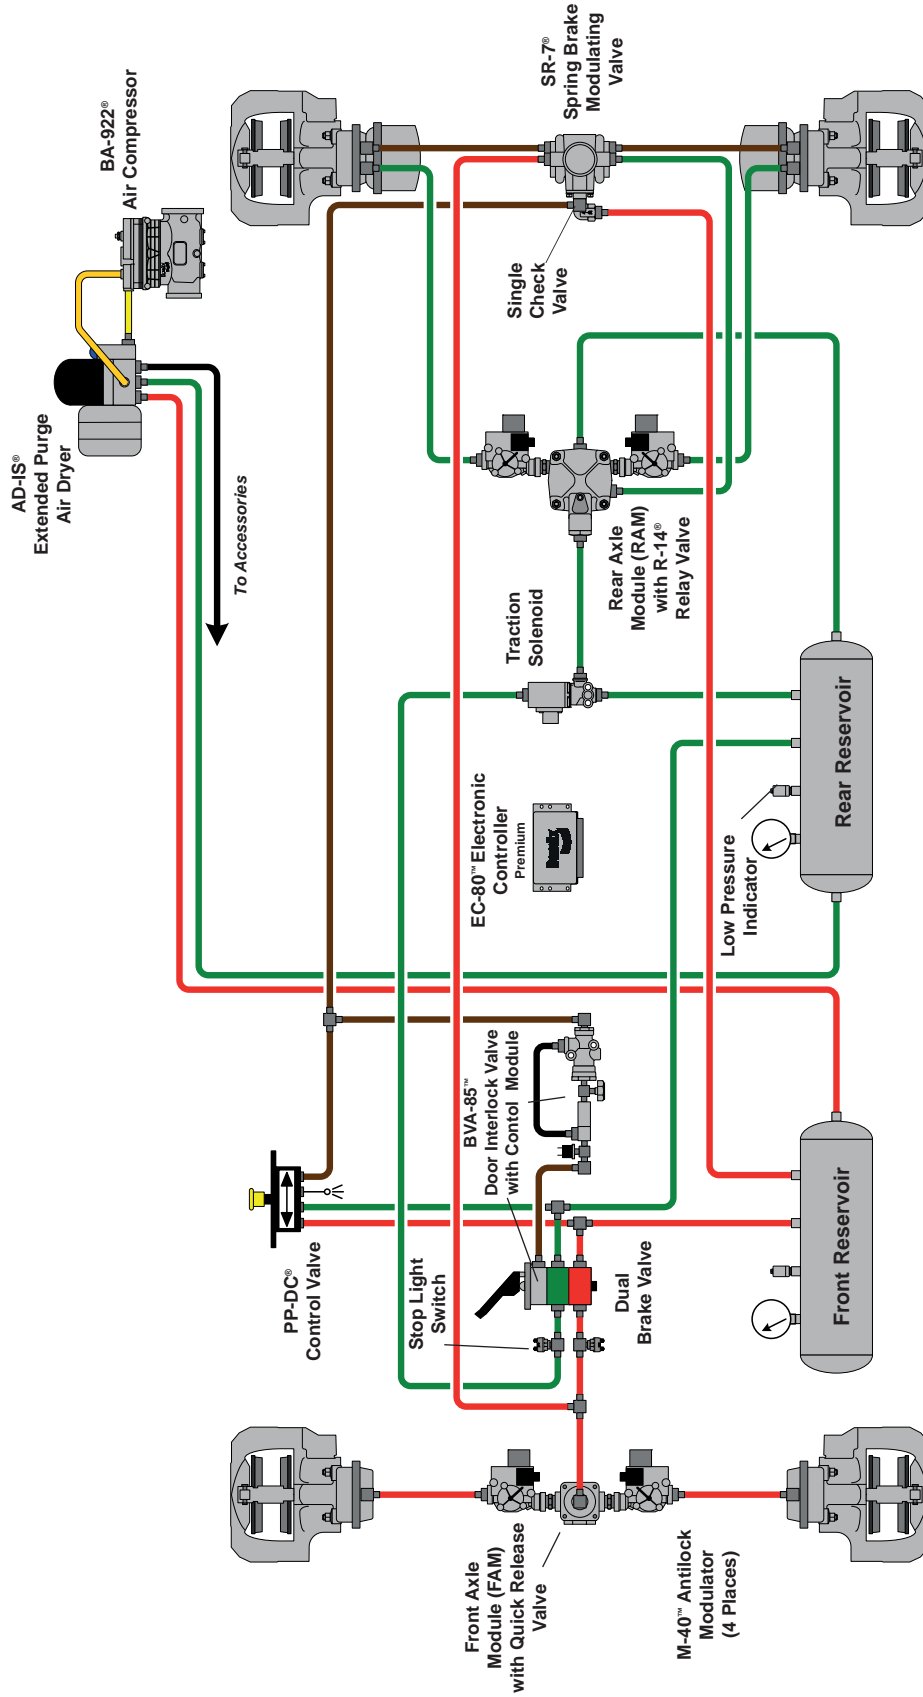 AD-IS®
Extended Purge
Air Dryer
BA-922®
Air Compressor
To Accessories
SR-7®
Spring Brake
Modulating
Valve
Single
Check
Valve
Rear Axle
Module (RAM)
with R-14®
Relay Valve
Traction
Solenoid
EC-80™ Electronic
Controller
Premium
Bendix
Low Pressure
Indicator
Rear Reservoir
BVA-85™
Door Interlock Valve
with Contol Module
PP-DC®
Control Valve
Stop Light
Switch
Dual
Brake Valve
Front Reservoir
Front Axle
Module (FAM)
with Quick Release
Valve
M-40™ Antilock
Modulator
(4 Places)